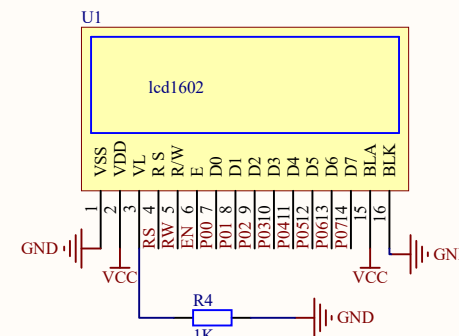 U1
lcd1602
VSS VDD VL R S R/W E D0 D1 D2 D3 D4 D5 D6 D7 BLA BLK
1 2 3 4 5 6 7 8 9 10 11 12 13 14 15 16
RS RW EN P00 P01 P02 P03 P04 P05 P06 P07
GND
VCC
VCC
R4
1K
GND